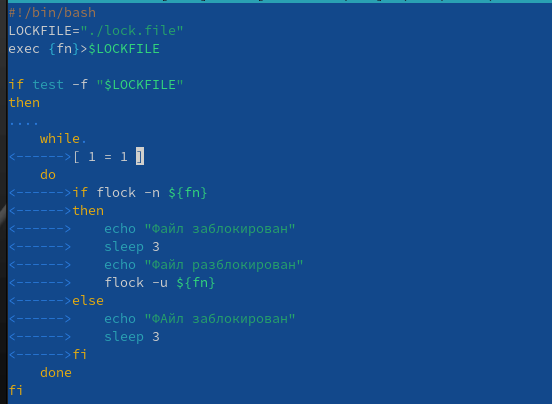 #!/bin/bash
LOCKFILE="./lock.file"
exec {fn}>$LOCKFILE
if test -f "$LOCKFILE"
then
....
while.
<------>[ 1 = 1 ]
do
<------>if flock -n ${fn}
<------>then
<------>    echo "Файл заблокирован"
<------>    sleep 3
<------>    echo "Файл разблокирован"
<------>    flock -u ${fn}
<------>else
<------>    echo "ФАйл заблокирован"
<------>    sleep 3
<------>fi
done
fi